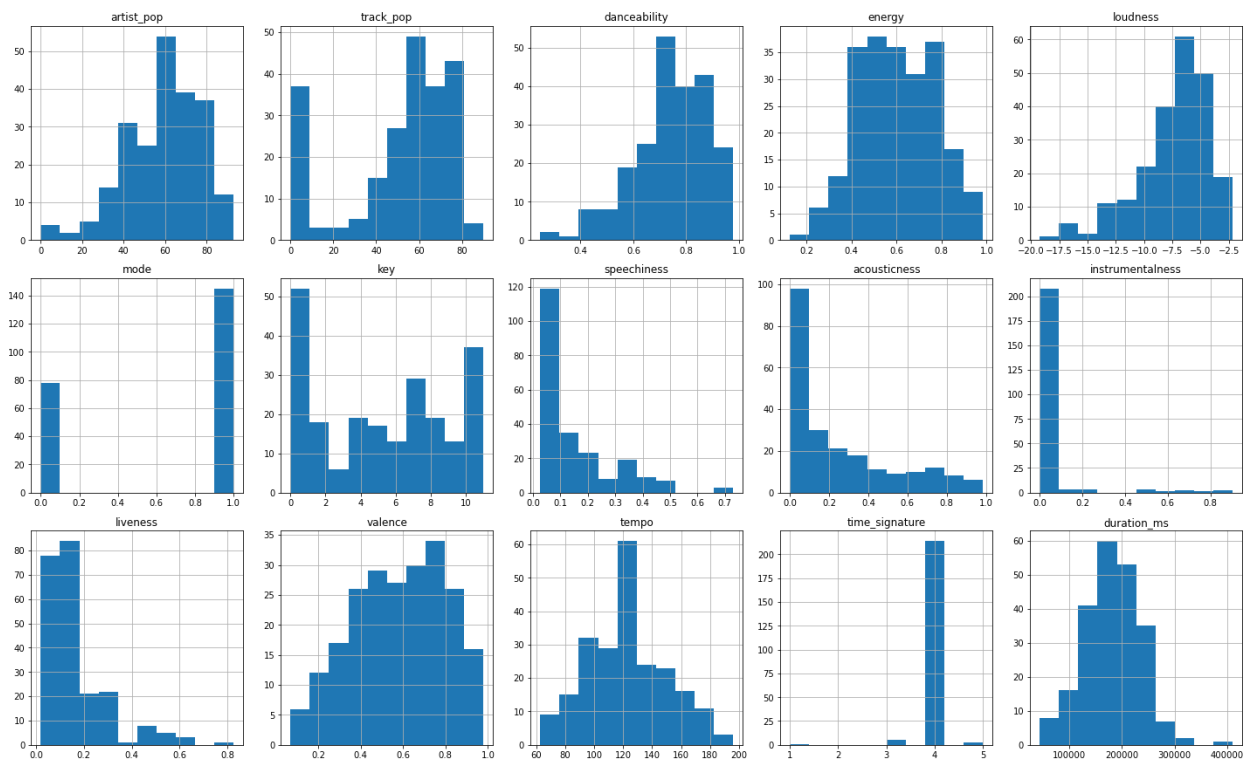 artist_pop track_pop danceability energy loudness
50 40 30 20 10 0
0 20 40 60 80
50 40 30 20 10 0
0 20 40 60 80
50 40 30 20 10 0
0.4 0.6 0.8 1.0
35 30 25 20 15 10 5 0
0.2 0.4 0.6 0.8 1.0
60 50 40 30 20 10 0
−20.0 −17.5 −15.0 −12.5 −10.0 −7.5 −5.0 −2.5
mode key speechiness acousticness instrumentalness
140 120 100 80 60 40 20 0
0.0 0.2 0.4 0.6 0.8 1.0
50 40 30 20 10 0
0 2 4 6 8 10
120 100 80 60 40 20 0
0.0 0.1 0.2 0.3 0.4 0.5 0.6 0.7
100 80 60 40 20 0
0.0 0.2 0.4 0.6 0.8 1.0
200 175 150 125 100 75 50 25 0
0.0 0.2 0.4 0.6 0.8
liveness valence tempo time_signature duration_ms
80 70 60 50 40 30 20 10 0
0.0 0.2 0.4 0.6 0.8
35 30 25 20 15 10 5 0
0.2 0.4 0.6 0.8 1.0
60 50 40 30 20 10 0
60 80 100 120 140 160 180 200
200 175 150 125 100 75 50 25 0
1 2 3 4 5
60 50 40 30 20 10 0
100000 200000 300000 400000